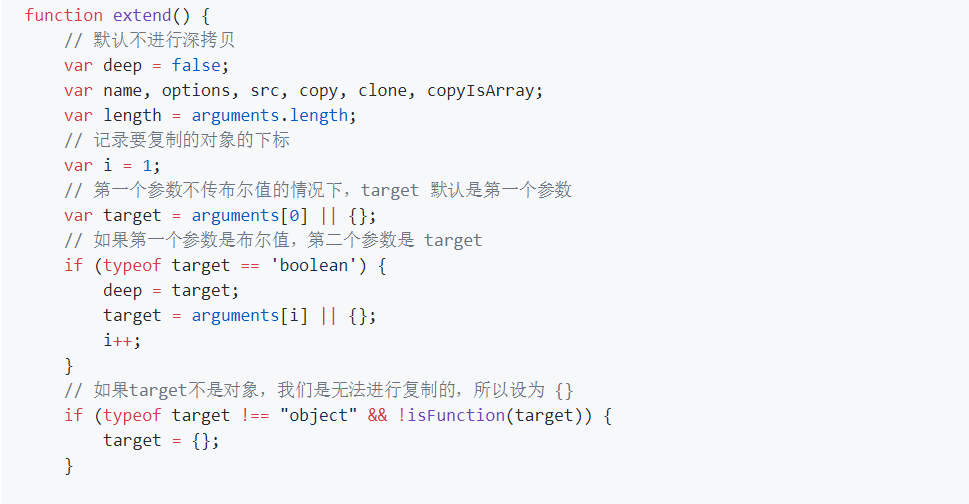 function extend() {
    // 默认不进行深拷贝
    var deep = false;
    var name, options, src, copy, clone, copyIsArray;
    var length = arguments.length;
    // 记录要复制的对象的下标
    var i = 1;
    // 第一个参数不传布尔值的情况下，target 默认是第一个参数
    var target = arguments[0] || {};
    // 如果第一个参数是布尔值，第二个参数是 target
    if (typeof target == 'boolean') {
        deep = target;
        target = arguments[i] || {};
        i++;
    }
    // 如果target不是对象，我们是无法进行复制的，所以设为 {}
    if (typeof target !== "object" && !isFunction(target)) {
        target = {};
    }